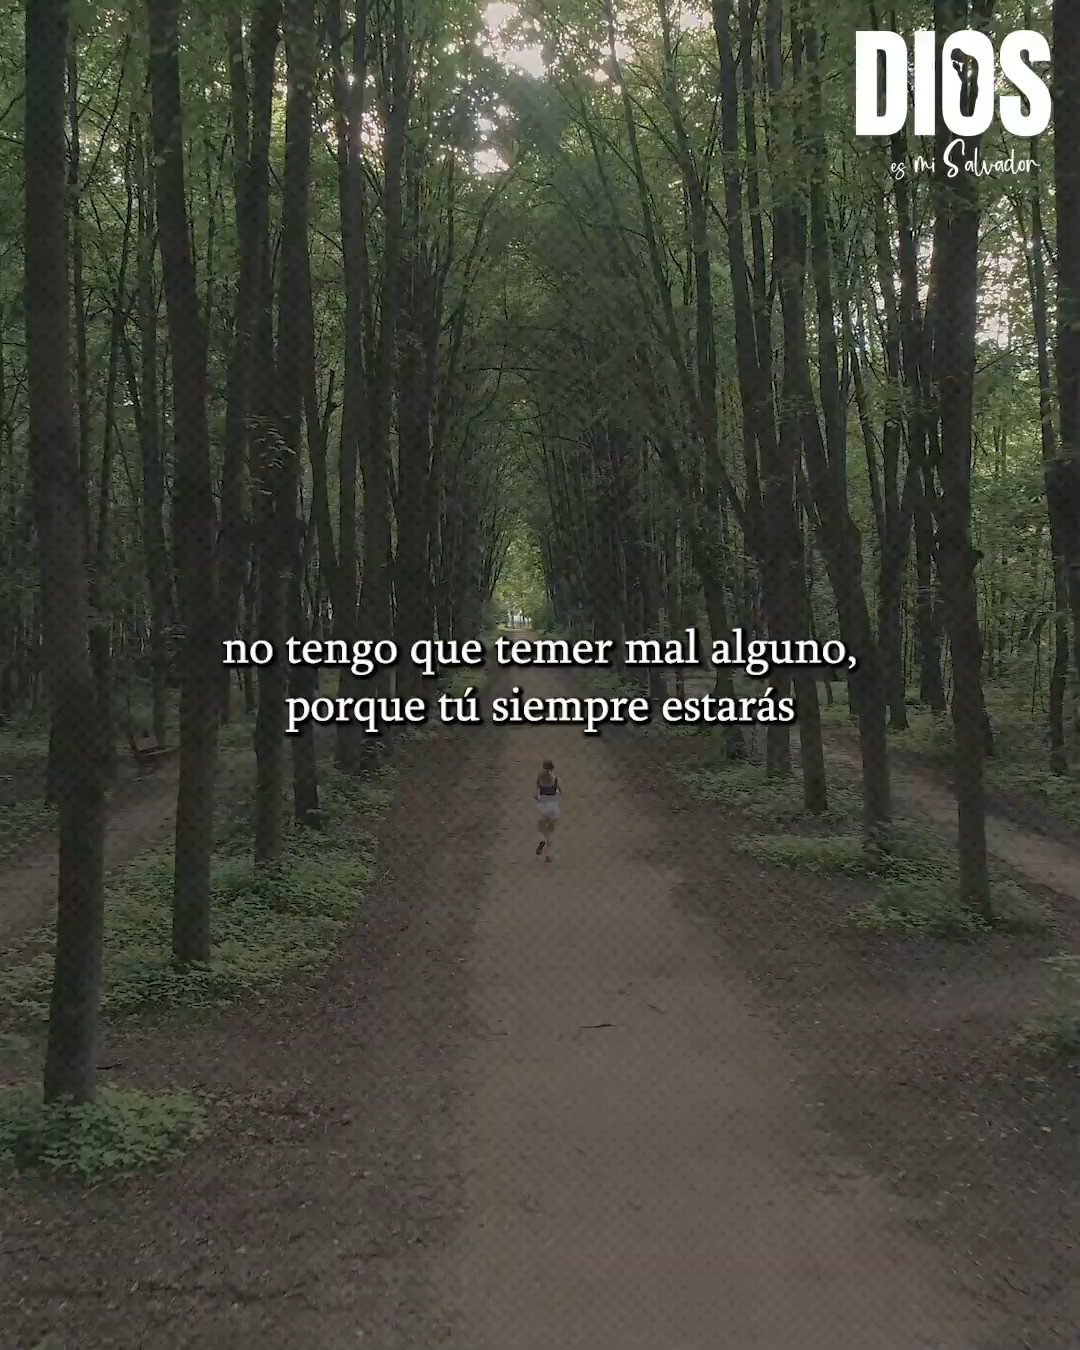 DIOS
es mi Salvador
no tengo que temer mal alguno,
porque tú siempre estarás